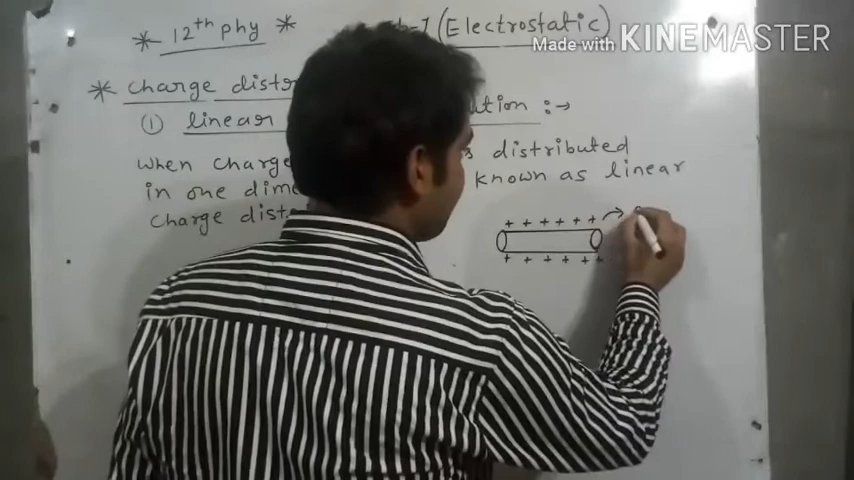 * 12th phy * -1 (Electrostatic)
Made with KINEMASTER
* charge distr ution :→
① linear
When charge s distributed
in one dime known as linear
charge dist
+ + + + + +
+ + + + + +